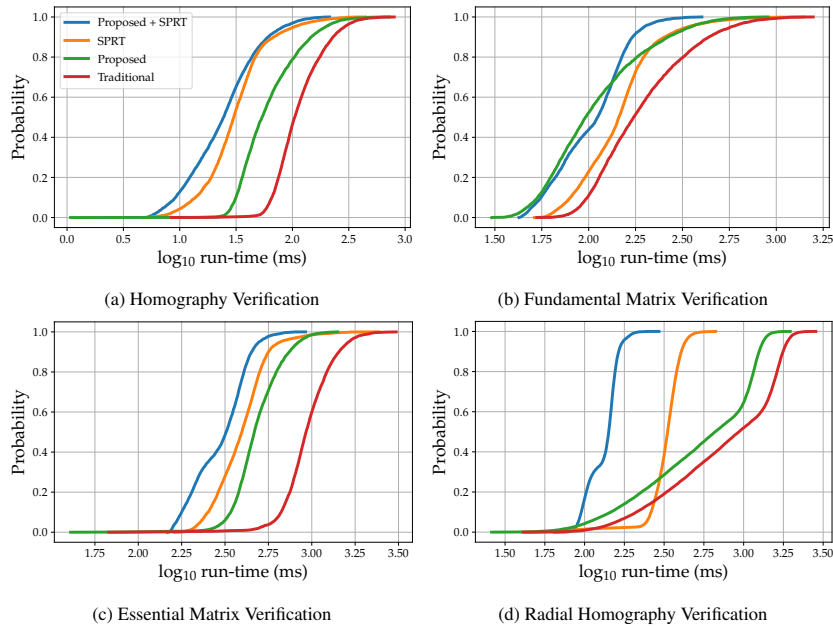 1.0
0.8
0.6
0.4
0.2
0.0
Probability
Proposed + SPRT
SPRT
Proposed
Traditional
0.0 0.5 1.0 1.5 2.0 2.5 3.0
log₁₀ run-time (ms)
(a) Homography Verification
1.0
0.8
0.6
0.4
0.2
0.0
Probability
1.50 1.75 2.00 2.25 2.50 2.75 3.00 3.25
log₁₀ run-time (ms)
(b) Fundamental Matrix Verification
1.0
0.8
0.6
0.4
0.2
0.0
Probability
1.75 2.00 2.25 2.50 2.75 3.00 3.25 3.50
log₁₀ run-time (ms)
(c) Essential Matrix Verification
1.0
0.8
0.6
0.4
0.2
0.0
Probability
1.50 1.75 2.00 2.25 2.50 2.75 3.00 3.25 3.50
log₁₀ run-time (ms)
(d) Radial Homography Verification